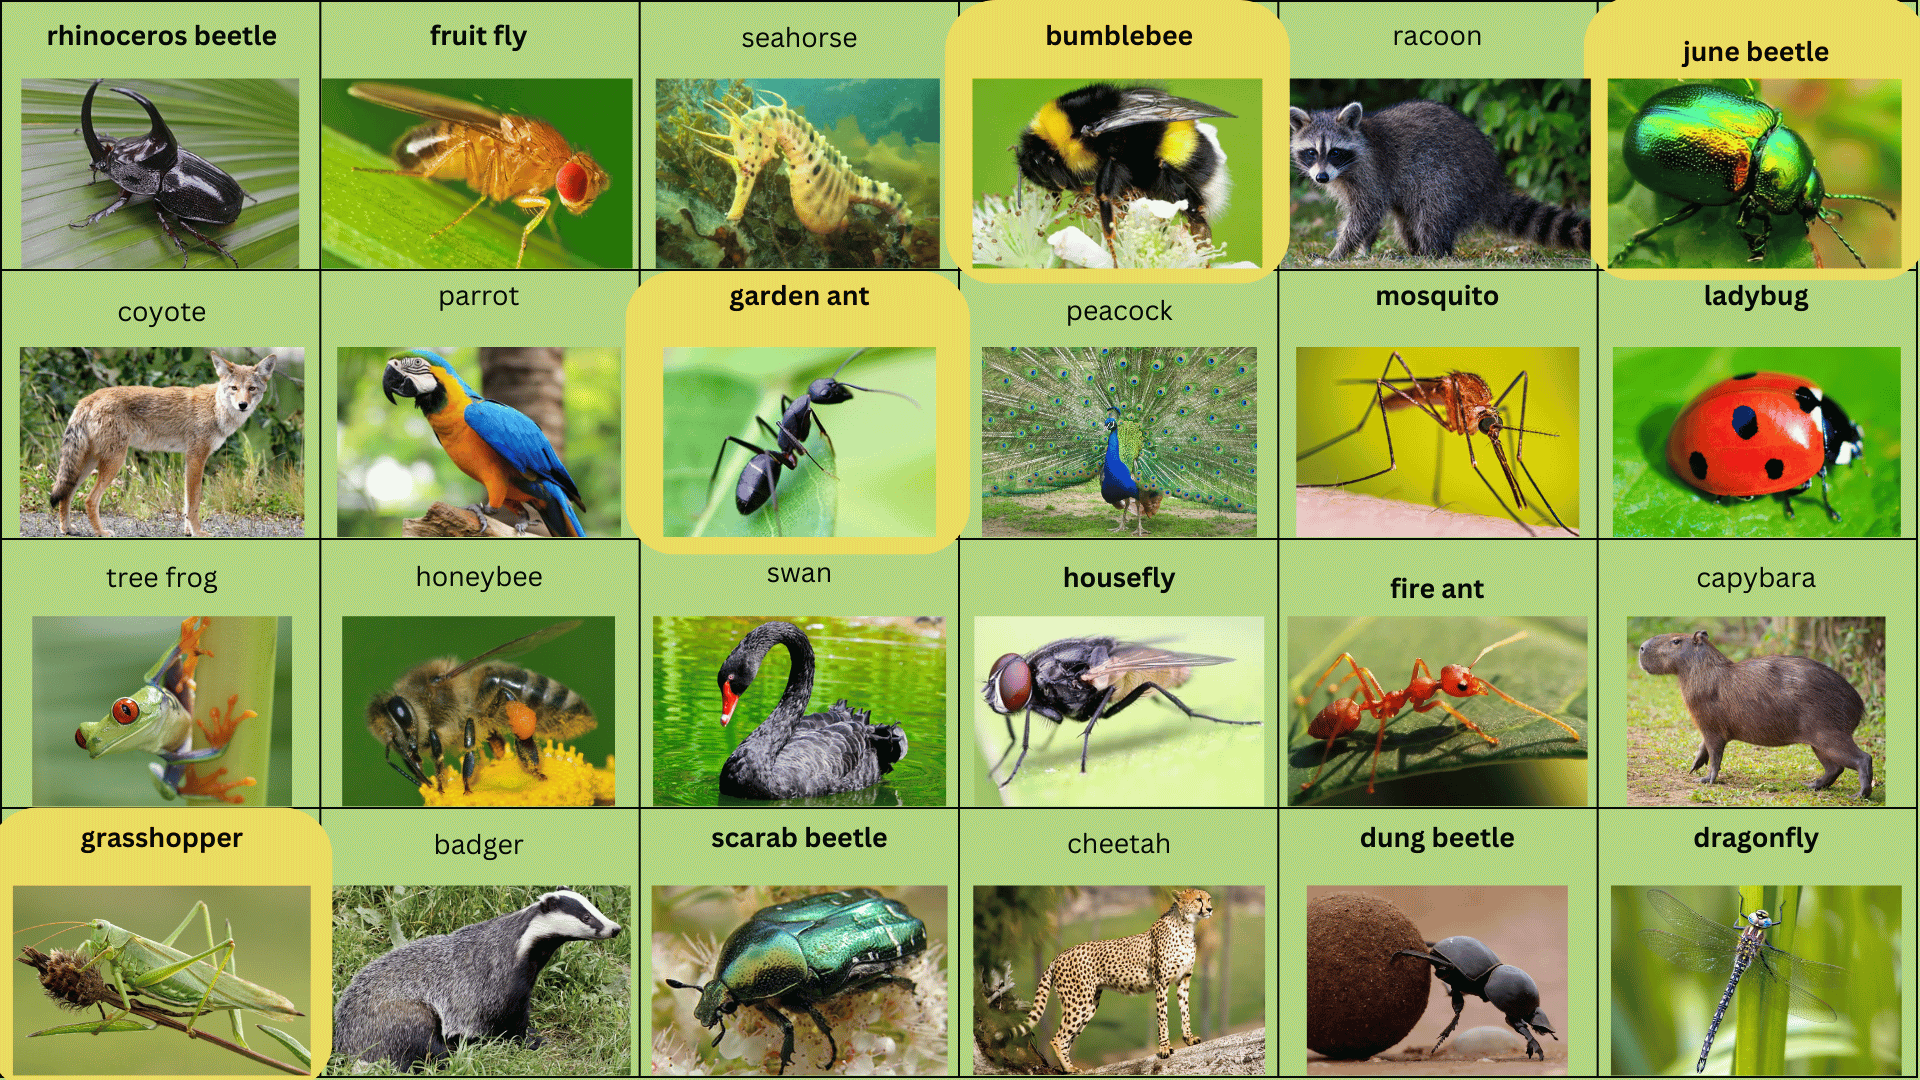 rhinoceros beetle
fruit fly
seahorse
bumblebee
racoon
june beetle
coyote
parrot
garden ant
peacock
mosquito
ladybug
tree frog
honeybee
swan
housefly
fire ant
capybara
grasshopper
badger
scarab beetle
cheetah
dung beetle
dragonfly